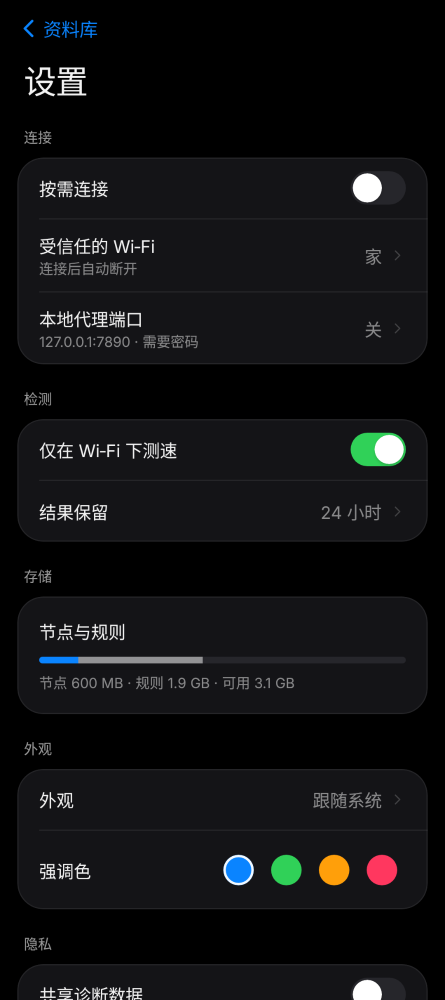 资料库
设置
连接
按需连接
受信任的 Wi-Fi
连接后自动断开
家
本地代理端口
127.0.0.1:7890 · 需要密码
关
检测
仅在 Wi-Fi 下测速
结果保留
24 小时
存储
节点与规则
节点 600 MB · 规则 1.9 GB · 可用 3.1 GB
外观
外观
跟随系统
强调色
隐私
共享诊断数据